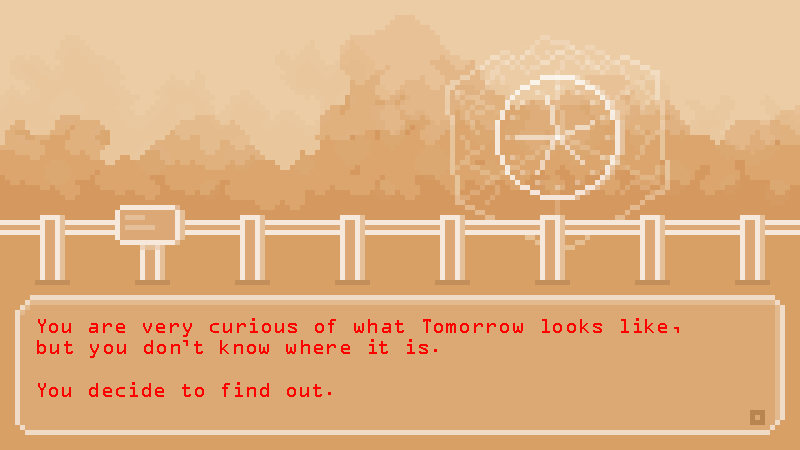 You are very curious of what Tomorrow looks like,
but you don't know where it is.
You decide to find out.